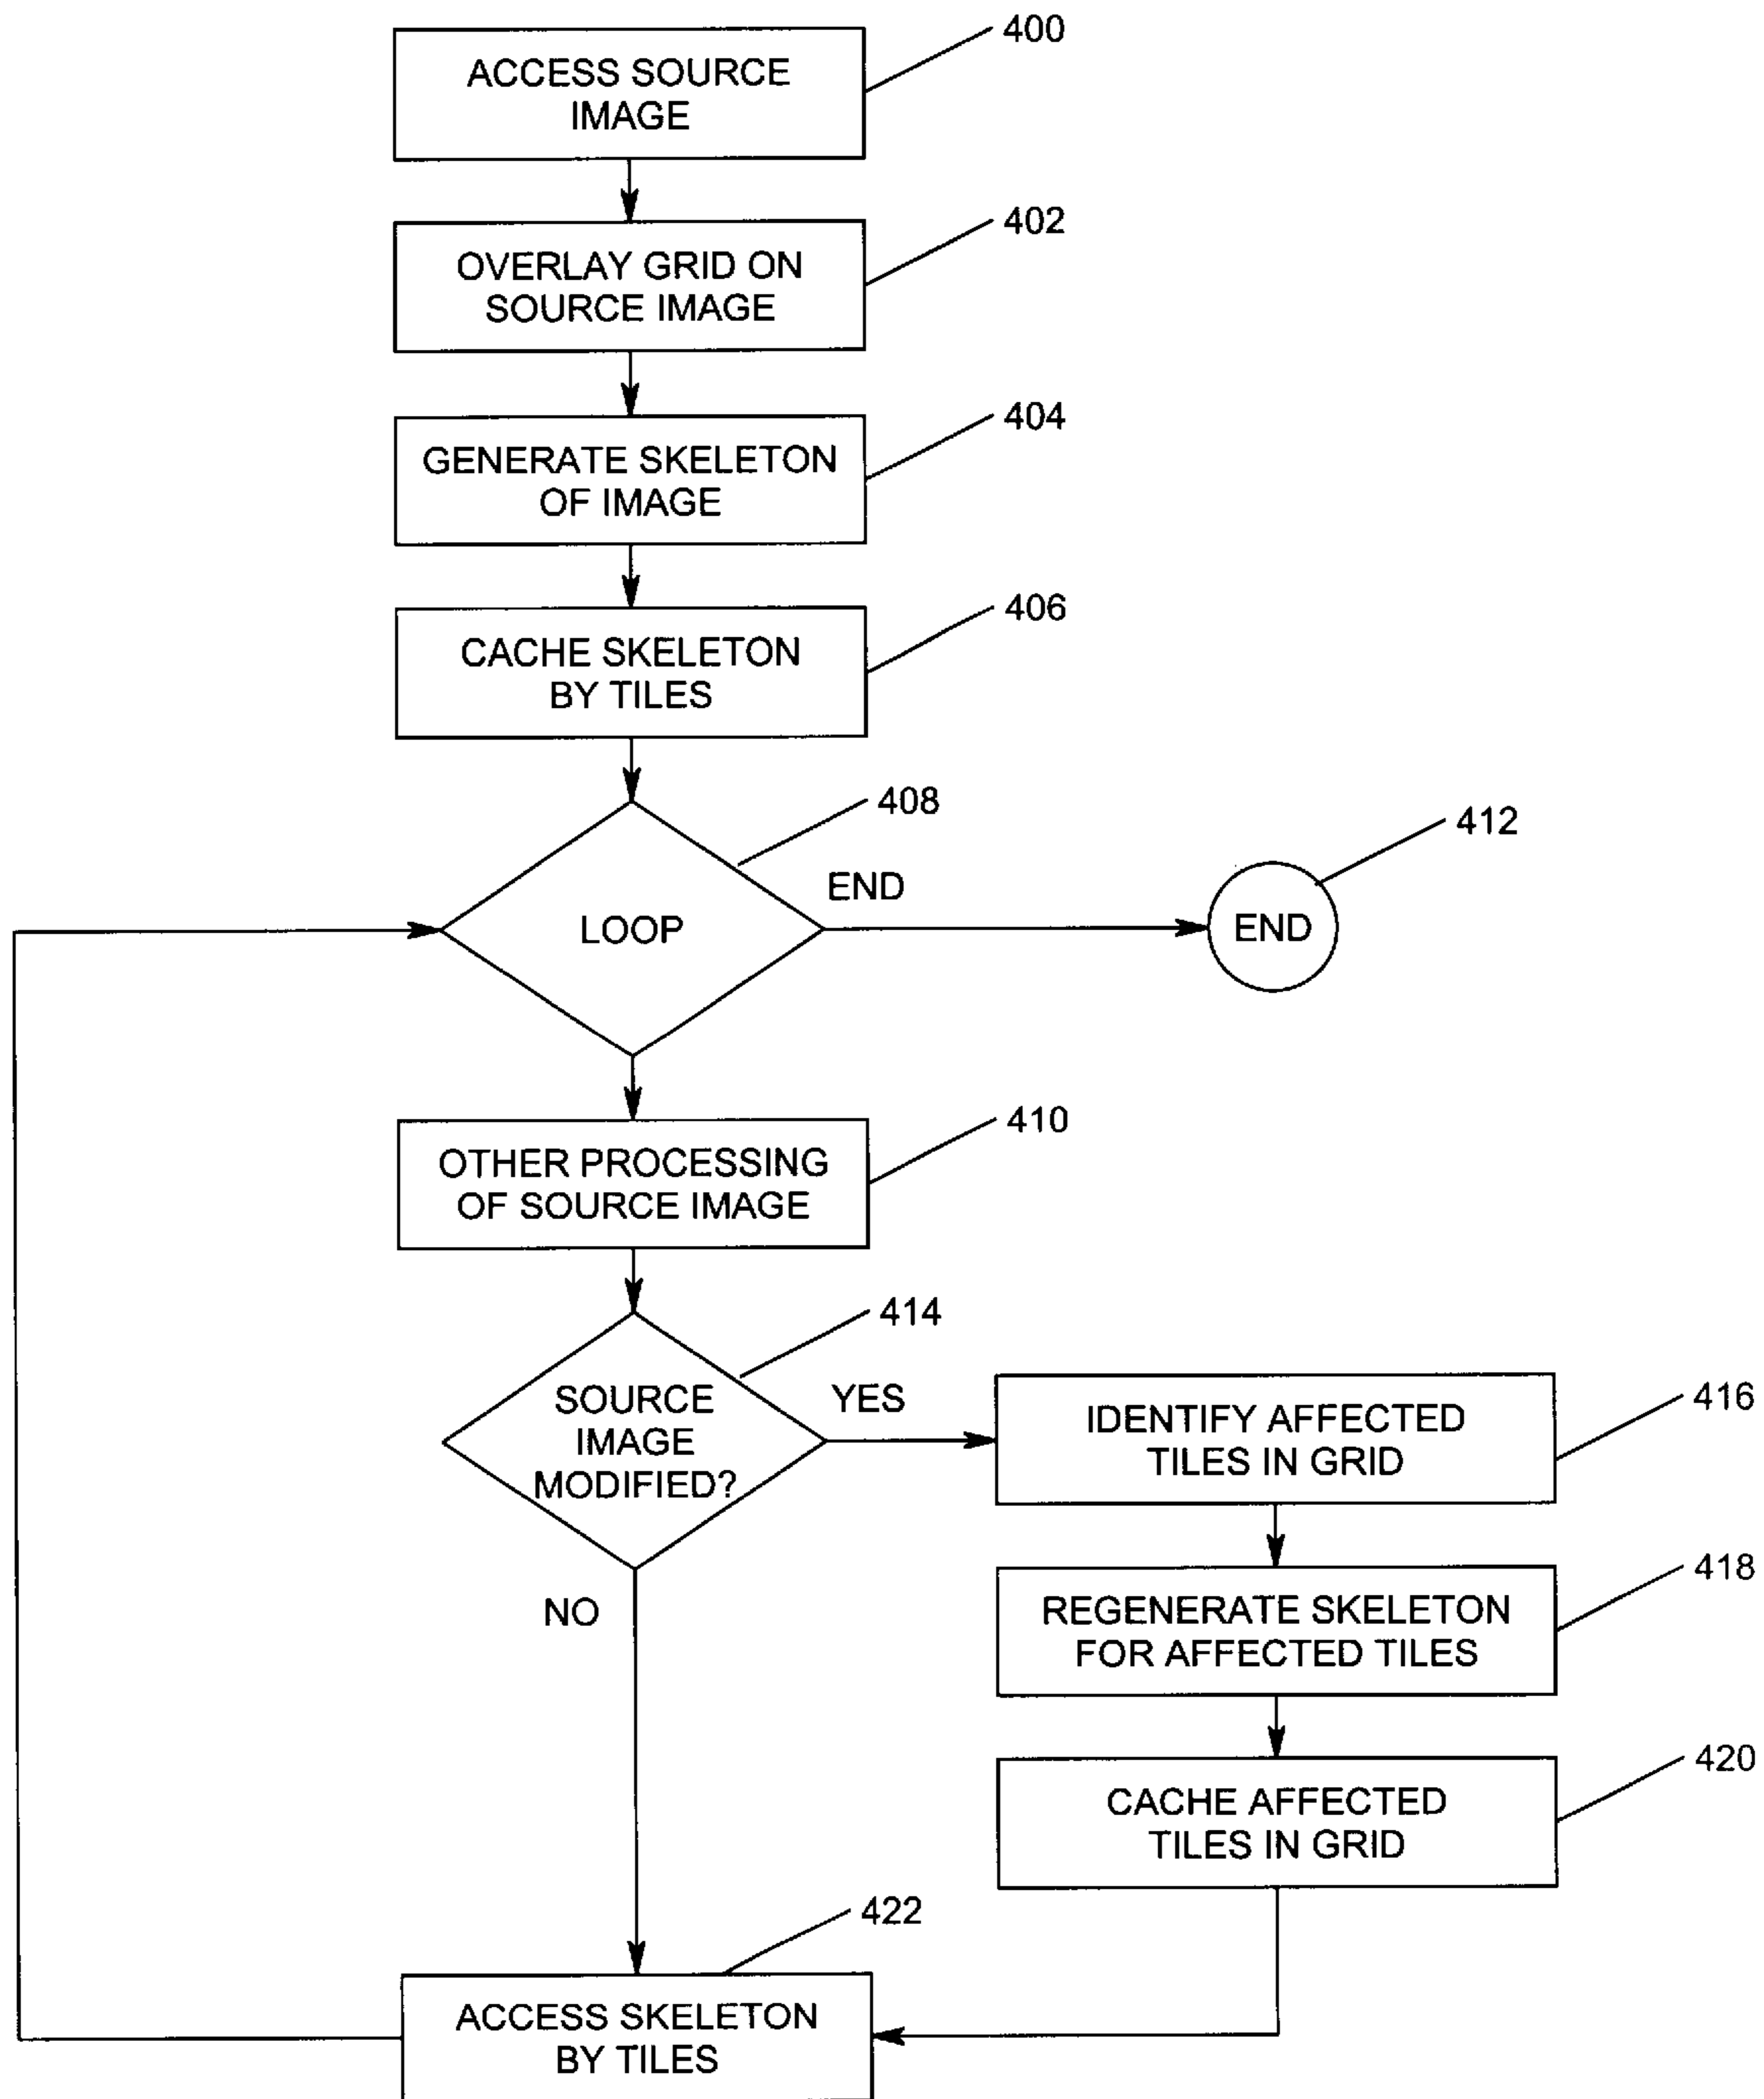 400
ACCESS SOURCE
IMAGE
402
OVERLAY GRID ON
SOURCE IMAGE
404
GENERATE SKELETON
OF IMAGE
406
CACHE SKELETON
BY TILES
408
412
END
LOOP
END
410
OTHER PROCESSING
OF SOURCE IMAGE
414
SOURCE
IMAGE
MODIFIED?
YES
NO
416
IDENTIFY AFFECTED
TILES IN GRID
418
REGENERATE SKELETON
FOR AFFECTED TILES
420
CACHE AFFECTED
TILES IN GRID
422
ACCESS SKELETON
BY TILES